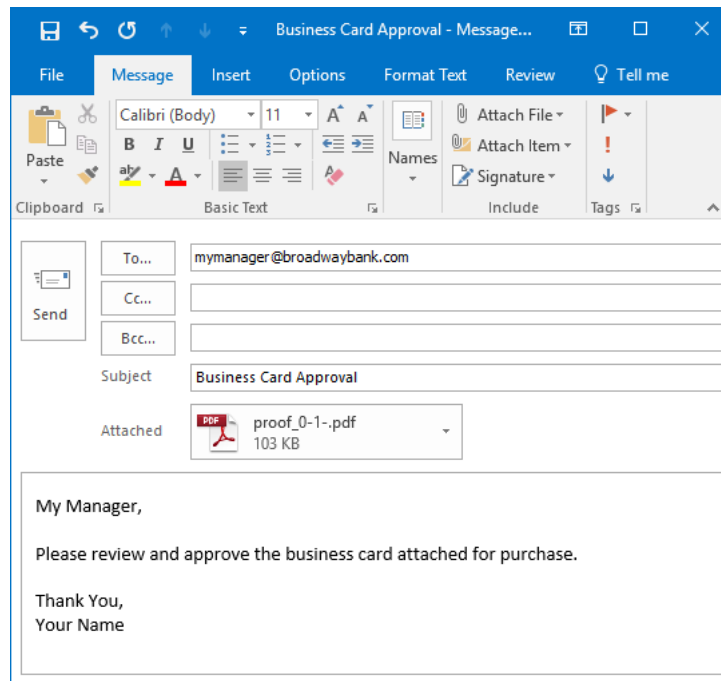 Business Card Approval - Message...
File Message Insert Options Format Text Review Tell me
Paste
Calibri (Body) 11 A A
B I U
aby A
Names
Attach File
Attach Item
Signature
!
Clipboard Basic Text Include Tags
Send
To... mymanager@broadwaybank.com
Cc...
Bcc...
Subject Business Card Approval
Attached PDF proof_0-1-.pdf
103 KB
My Manager,
Please review and approve the business card attached for purchase.
Thank You,
Your Name